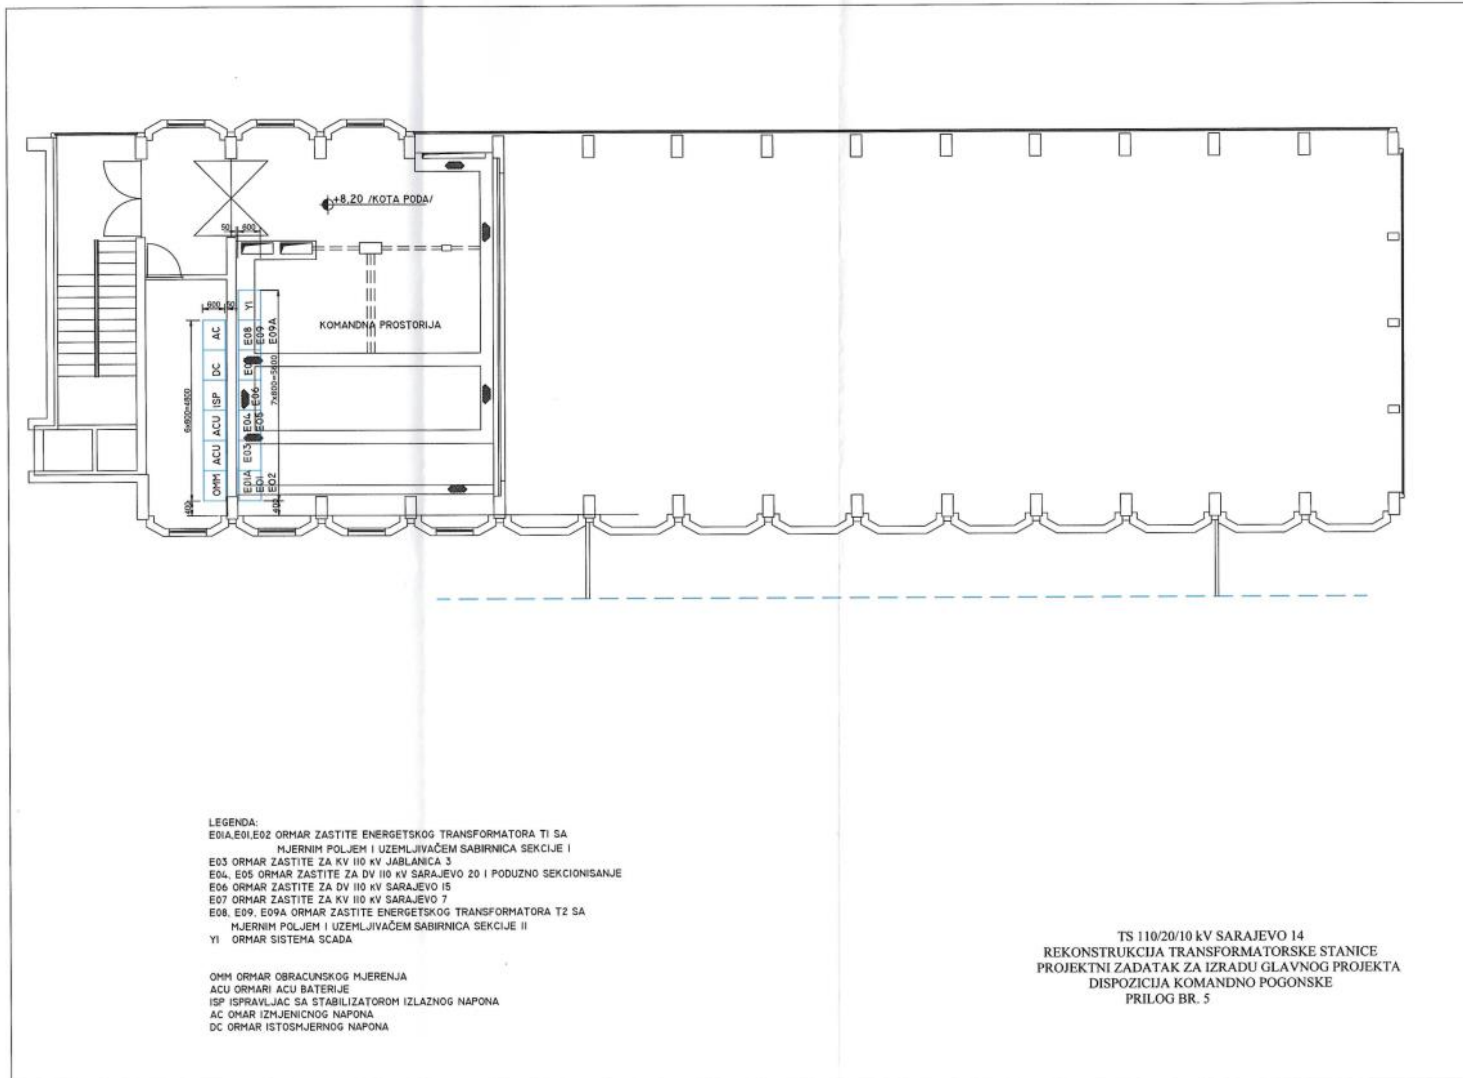 +8.20 /KOTA PODA/
50 600
600 50
KOMANDNA PROSTORIJA
6x800=4800
7x800=5600
AC
DC
ISP
ACU
ACU
OMM
YI
E08
E09
E09A
E06
E04
E05
E03
E01A
E01
E02
400
400
LEGENDA:
E01A,E01,E02 ORMAR ZASTITE ENERGETSKOG TRANSFORMATORA T1 SA
MJERNIM POLJEM I UZEMLJIVAČEM SABIRNICA SEKCIJE I
E03 ORMAR ZASTITE ZA KV 110 KV JABLANICA 3
E04, E05 ORMAR ZASTITE ZA DV 110 KV SARAJEVO 20 I PODUZNO SEKCIONISANJE
E06 ORMAR ZASTITE ZA DV 110 KV SARAJEVO 15
E07 ORMAR ZASTITE ZA KV 110 KV SARAJEVO 7
E08, E09, E09A ORMAR ZASTITE ENERGETSKOG TRANSFORMATORA T2 SA
MJERNIM POLJEM I UZEMLJIVAČEM SABIRNICA SEKCIJE II
YI ORMAR SISTEMA SCADA
OMM ORMAR OBRACUNSKOG MJERENJA
ACU ORMARI ACU BATERIJE
ISP ISPRAVLJAC SA STABILIZATOROM IZLAZNOG NAPONA
AC OMAR IZMJENICNOG NAPONA
DC ORMAR ISTOSMJERNOG NAPONA
TS 110/20/10 kV SARAJEVO 14
REKONSTRUKCIJA TRANSFORMATORSKE STANICE
PROJEKTNI ZADATAK ZA IZRADU GLAVNOG PROJEKTA
DISPOZICIJA KOMANDNO POGONSKE
PRILOG BR. 5